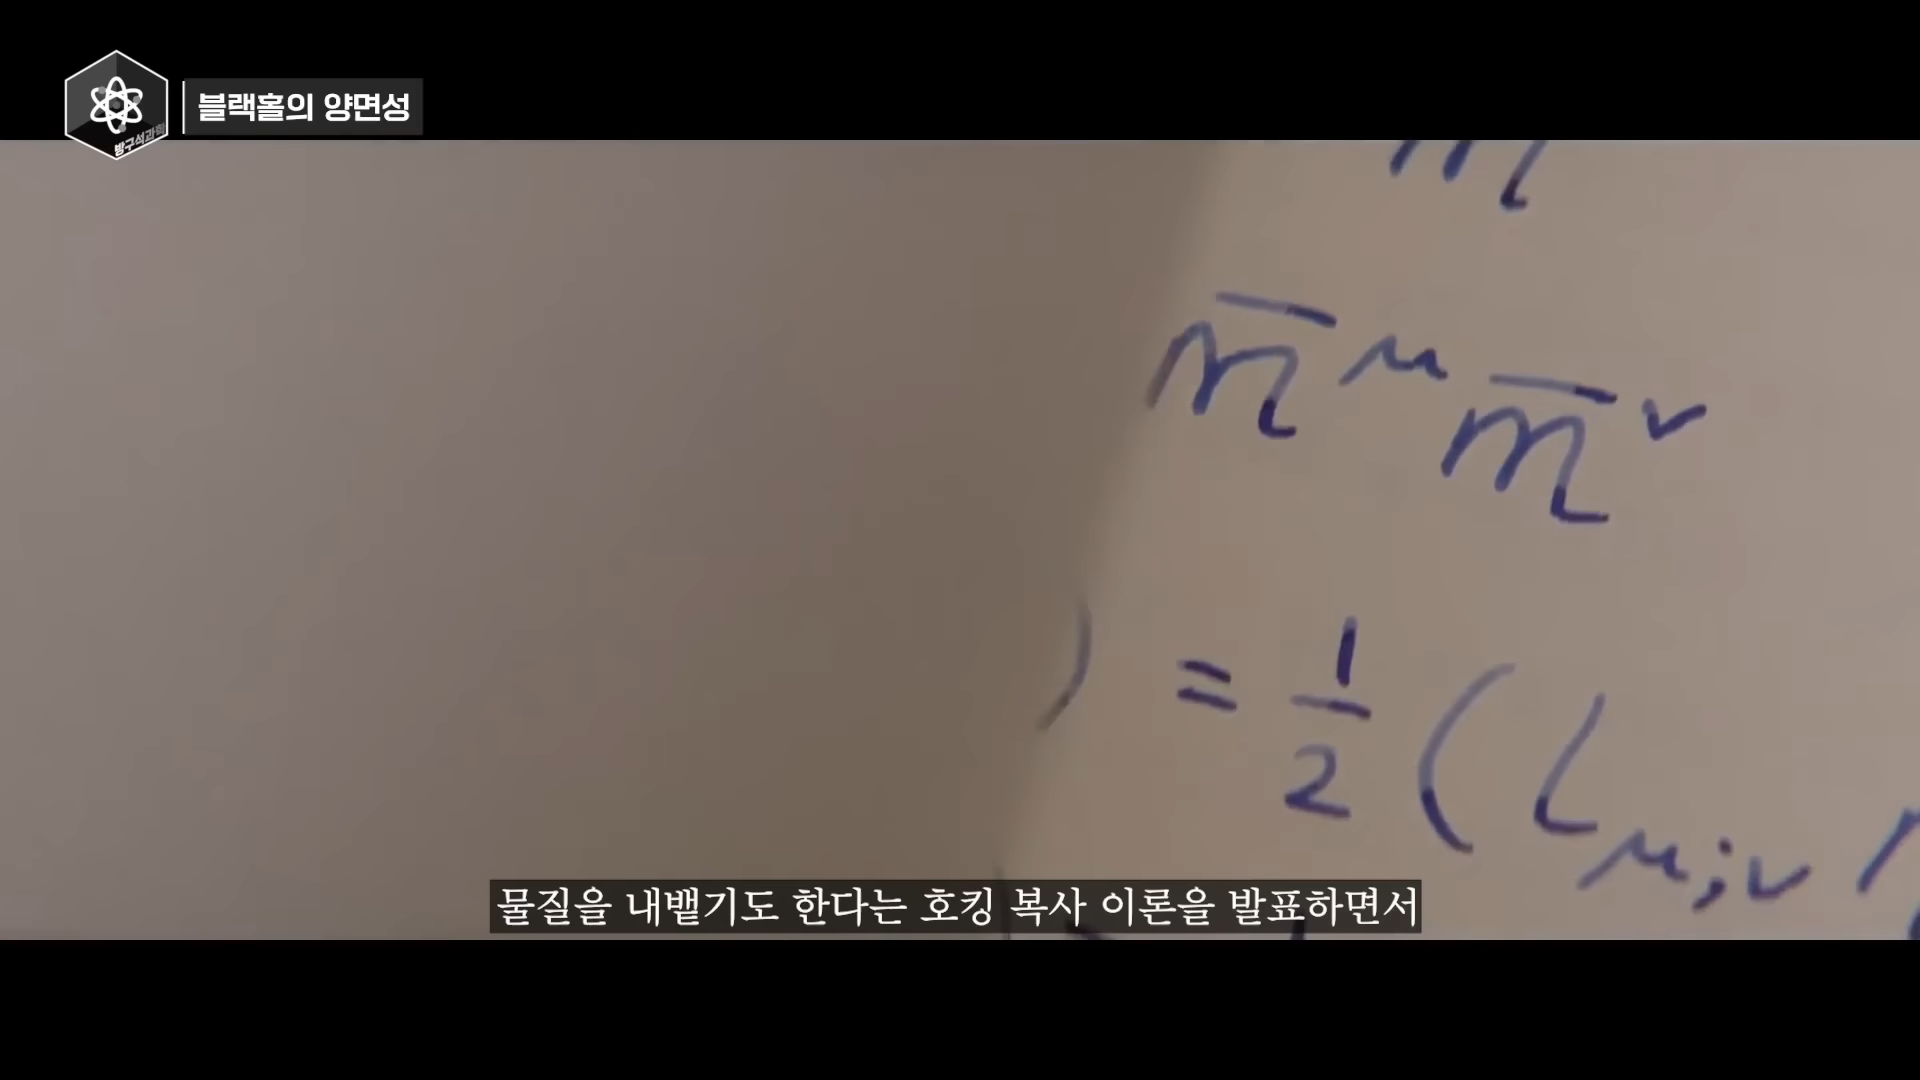 블랙홀의 양면성
방구석과학
m
m̅^μ m̅^ν
) = 1/2 (L_μ;ν
물질을 내뱉기도 한다는 호킹 복사 이론을 발표하면서